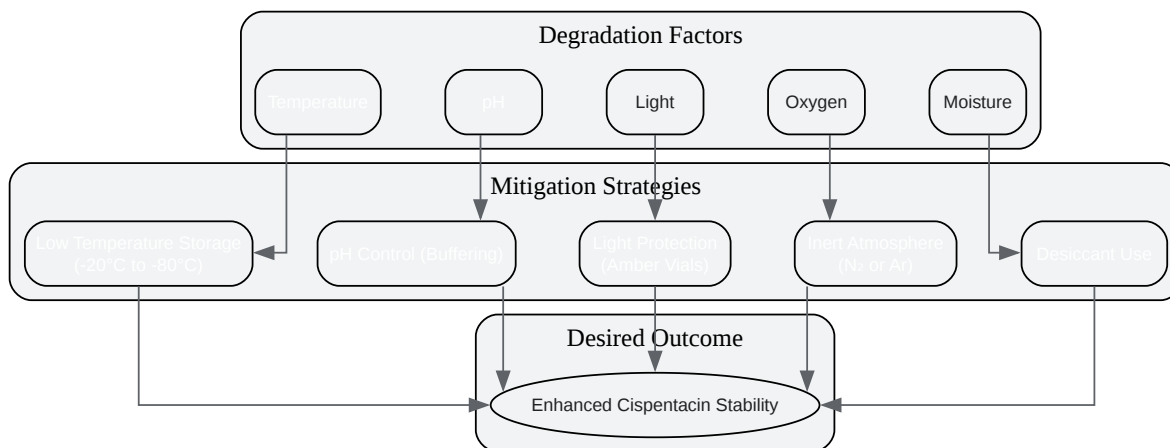 Degradation Factors
Temperature
pH
Light
Oxygen
Moisture
Mitigation Strategies
Low Temperature Storage
(-20°C to -80°C)
pH Control (Buffering)
Light Protection
(Amber Vials)
Inert Atmosphere
(N₂ or Ar)
Desiccant Use
Desired Outcome
Enhanced Cispentacin Stability